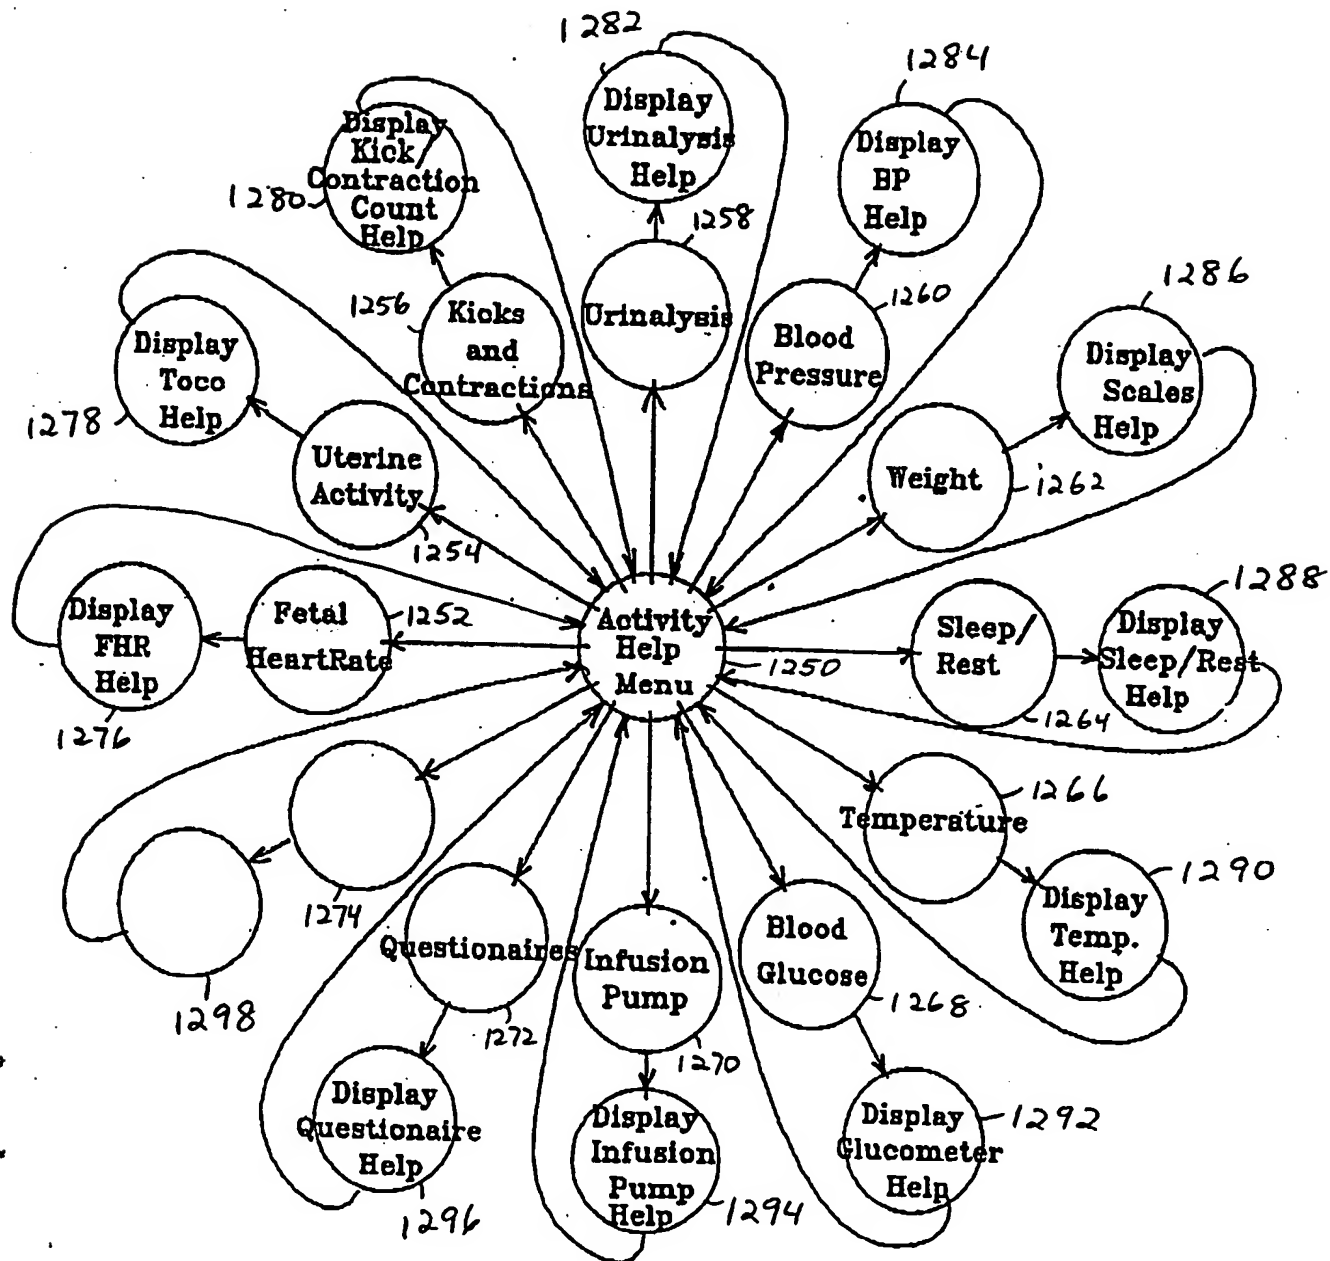 1282
Display
Urinalysis
Help
1284
Display
BP
Help
Display
Kick/
Contraction
Count
Help
1280
1258
Urinalysis
1256
Kicks
and
Contractions
1260
Blood
Pressure
1286
Display
Scales
Help
Display
Toco
Help
1278
Uterine
Activity
1254
Weight
1262
Display
FHR
Help
1276
Fetal
HeartRate
1252
Activity
Help
Menu
1250
Sleep/
Rest
1264
1288
Display
Sleep/Rest
Help
1266
Temperature
1290
Display
Temp.
Help
1274
1298
Questionaires
1272
Infusion
Pump
1270
Blood
Glucose
1268
Display
Questionaire
Help
1296
Display
Infusion
Pump
Help
1294
Display
Glucometer
Help
1292